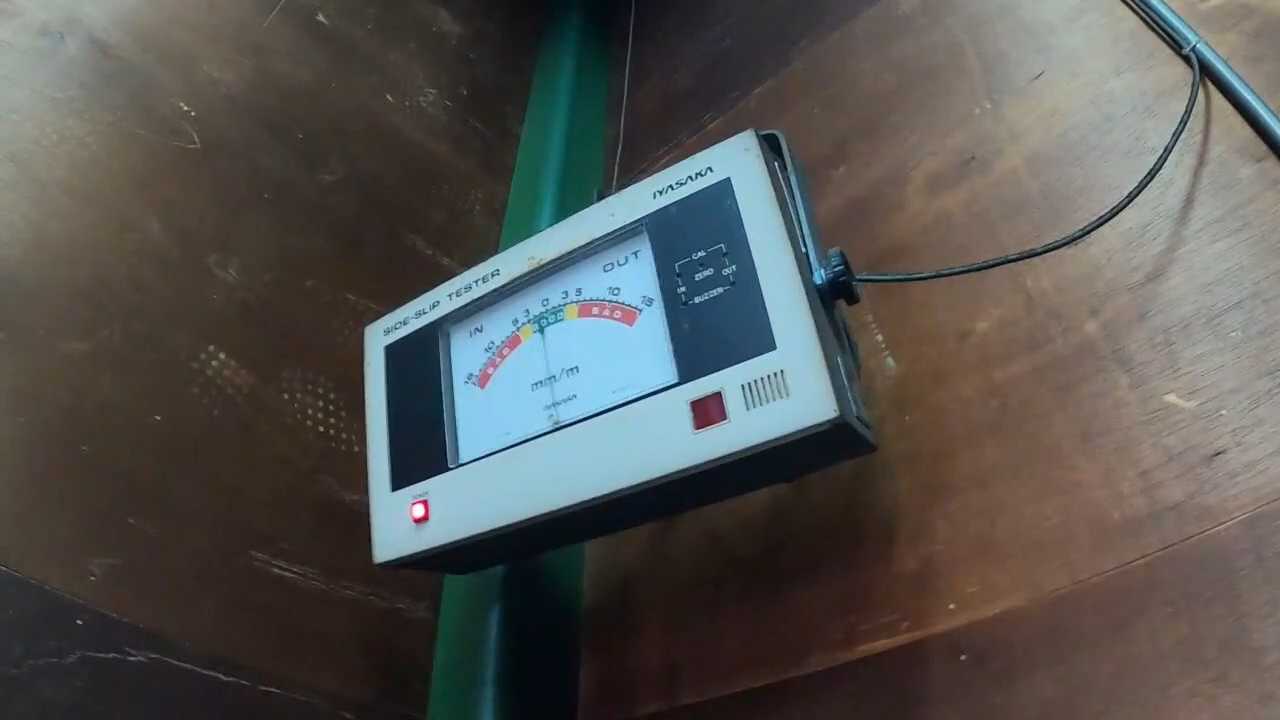 IYASAKA
SIDE-SLIP TESTER
IN
OUT
15 10 5 3 0 3 5 10 15
BAD GOOD BAD
mm/m
CAL
ZERO
IN
OUT
BUZZER
POWER